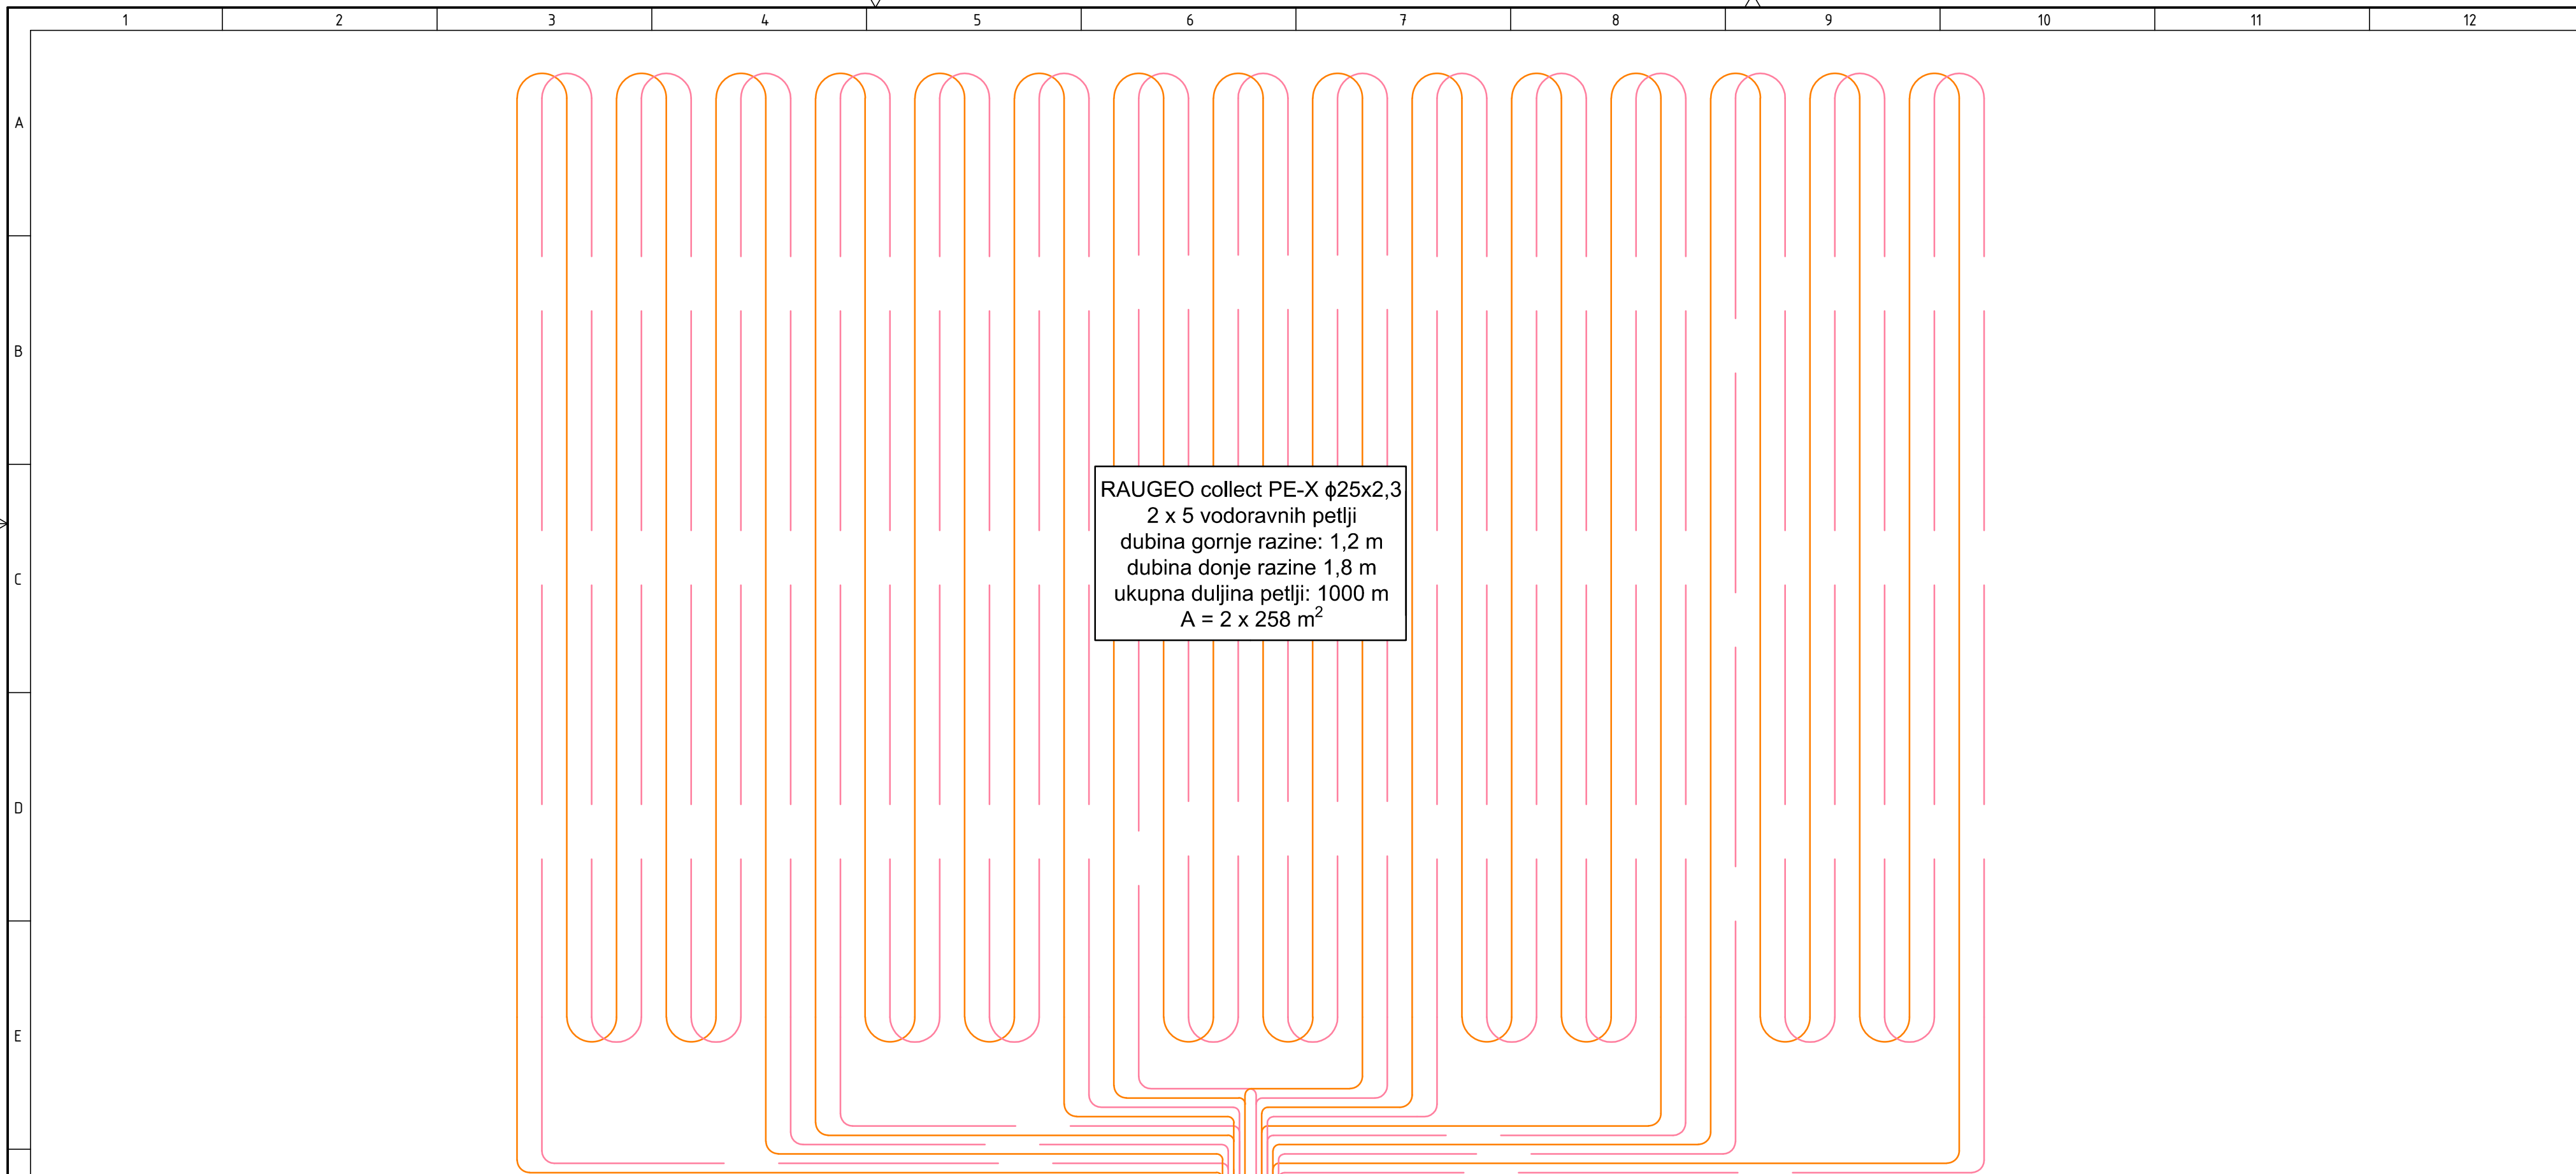 1 2 3 4 5 6 7 8 9 10 11 12
A
B
RAUGEO collect PE-X ϕ25x2,3
2 x 5 vodoravnih petlji
dubina gornje razine: 1,2 m
dubina donje razine 1,8 m
ukupna duljina petlji: 1000 m
A = 2 x 258 m²
C
D
E